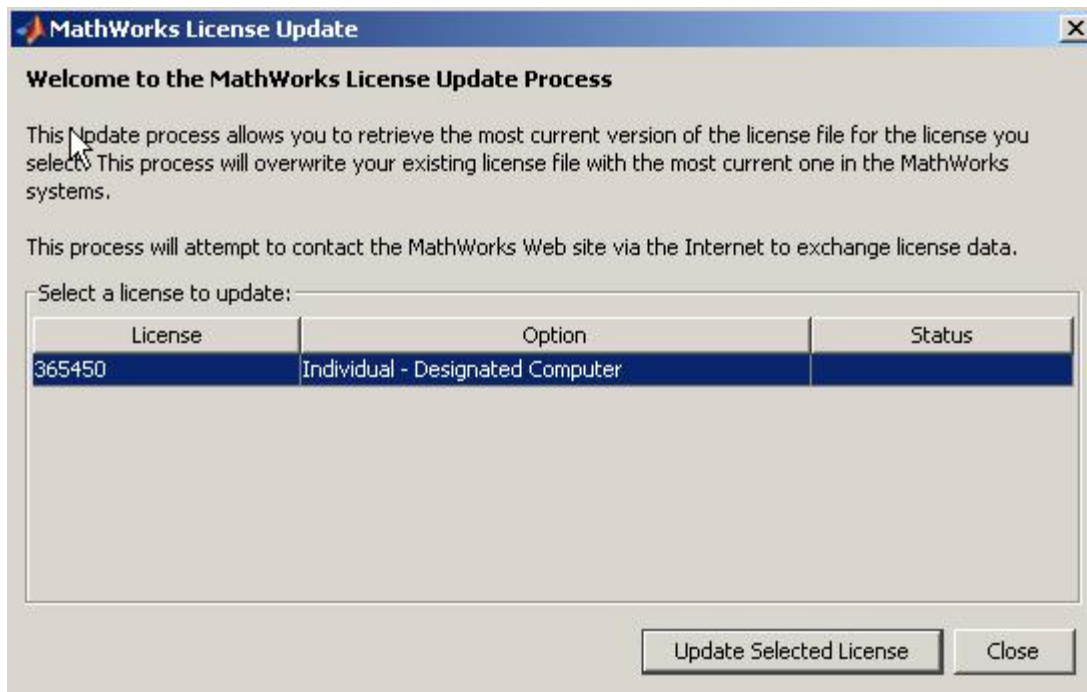 MathWorks License Update
Welcome to the MathWorks License Update Process
This Update process allows you to retrieve the most current version of the license file for the license you
select. This process will overwrite your existing license file with the most current one in the MathWorks
systems.
This process will attempt to contact the MathWorks Web site via the Internet to exchange license data.
Select a license to update:
License Option Status
365450 Individual - Designated Computer
Update Selected License Close